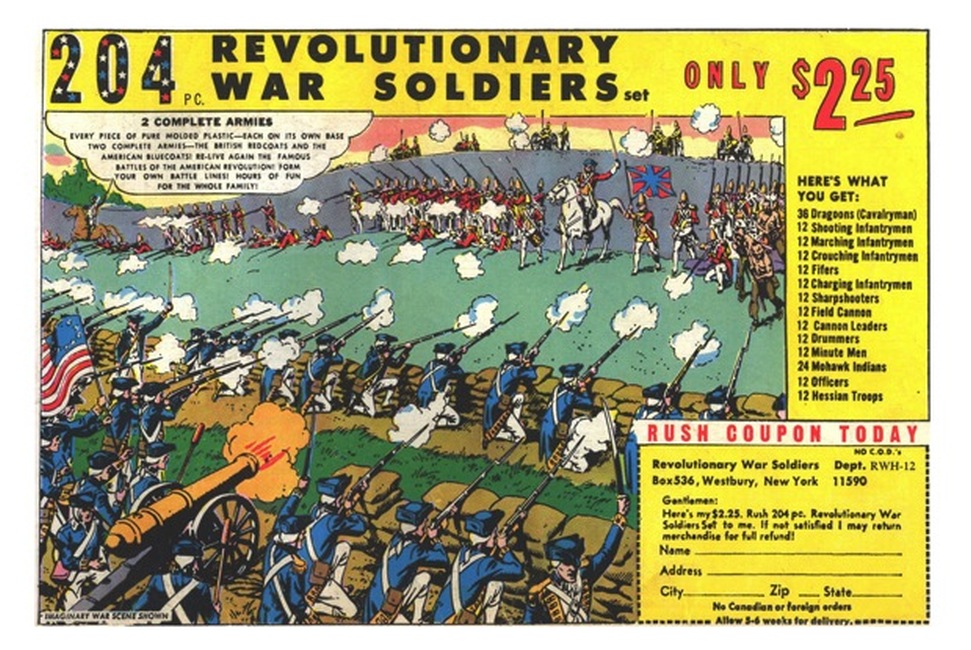 204 PC. REVOLUTIONARY
WAR SOLDIERS set
ONLY $2.25
2 COMPLETE ARMIES
EVERY PIECE OF PURE MOLDED PLASTIC—EACH ON ITS OWN BASE
TWO COMPLETE ARMIES—THE BRITISH REDCOATS AND THE
AMERICAN BLUECOATS! RE-LIVE AGAIN THE FAMOUS
BATTLES OF THE AMERICAN REVOLUTION! FORM
YOUR OWN BATTLE LINES! HOURS OF FUN
FOR THE WHOLE FAMILY!
HERE'S WHAT
YOU GET:
36 Dragoons (Cavalryman)
12 Shooting Infantrymen
12 Marching Infantrymen
12 Crouching Infantrymen
12 Fifers
12 Charging Infantrymen
12 Sharpshooters
12 Field Cannon
12 Cannon Leaders
12 Drummers
12 Minute Men
24 Mohawk Indians
12 Officers
12 Hessian Troops
RUSH COUPON TODAY
NO C.O.D.'s
Revolutionary War Soldiers Dept. RWH-12
Box536, Westbury, New York 11590
Gentlemen:
Here's my $2.25. Rush 204 pc. Revolutionary War
Soldiers Set to me. If not satisfied I may return
merchandise for full refund!
Name
Address
City Zip State
No Canadian or foreign orders
Allow 5-6 weeks for delivery.
IMAGINARY WAR SCENE SHOWN